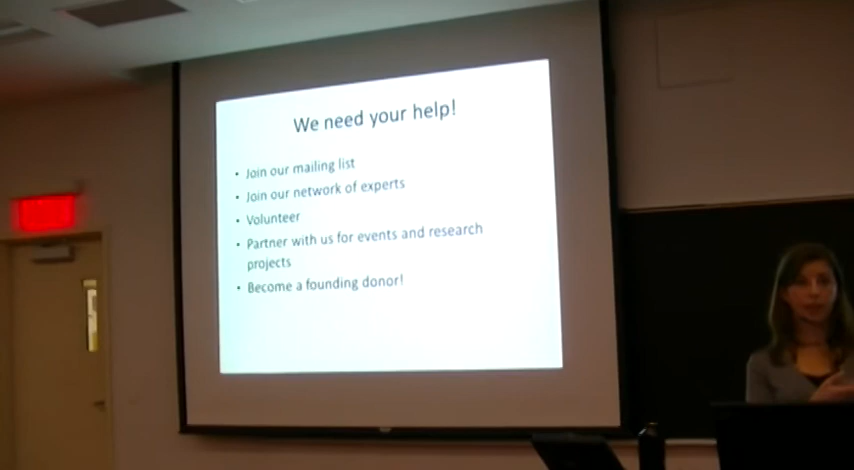 We need your help!
• Join our mailing list
• Join our network of experts
• Volunteer
• Partner with us for events and research
projects
• Become a founding donor!